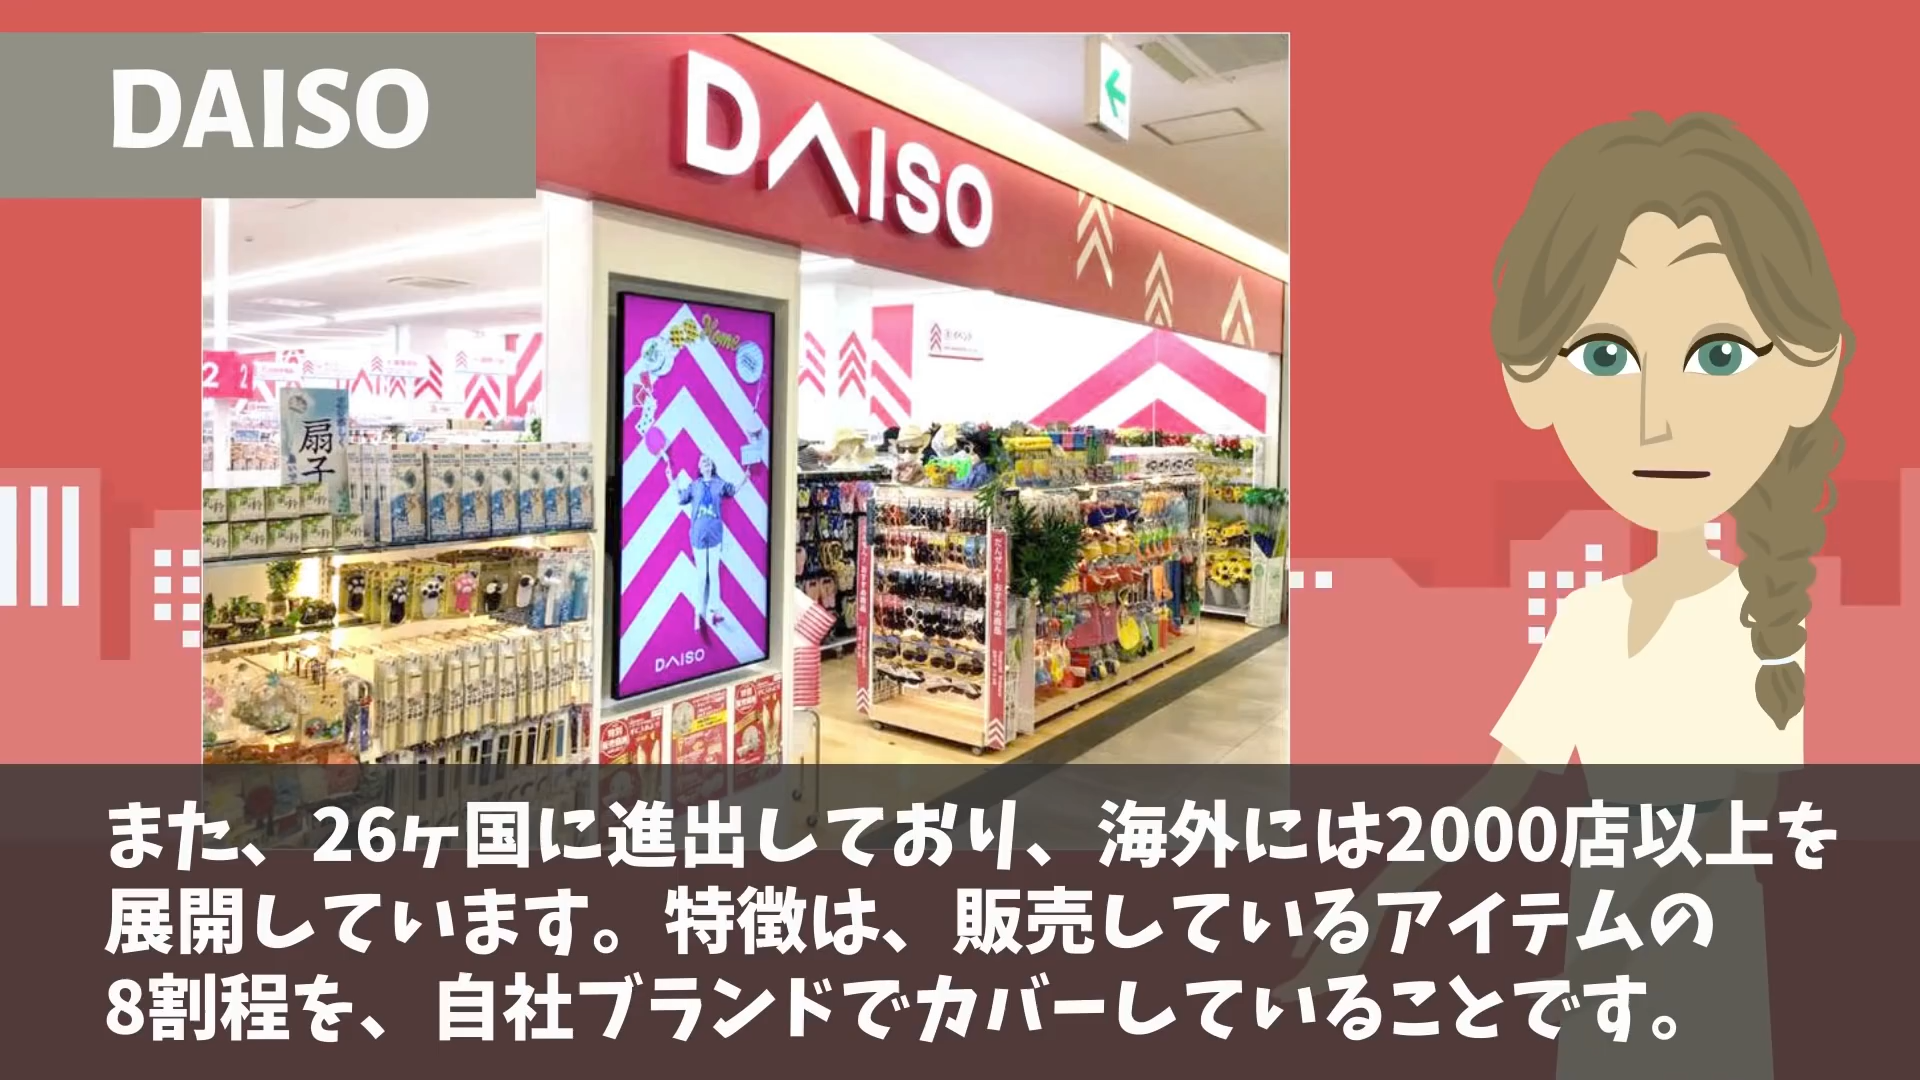 DAISO
DAISO
扇子
DAISO
2
2
また、26ヶ国に進出しており、海外には2000店以上を
展開しています。特徴は、販売しているアイテムの
8割程を、自社ブランドでカバーしていることです。